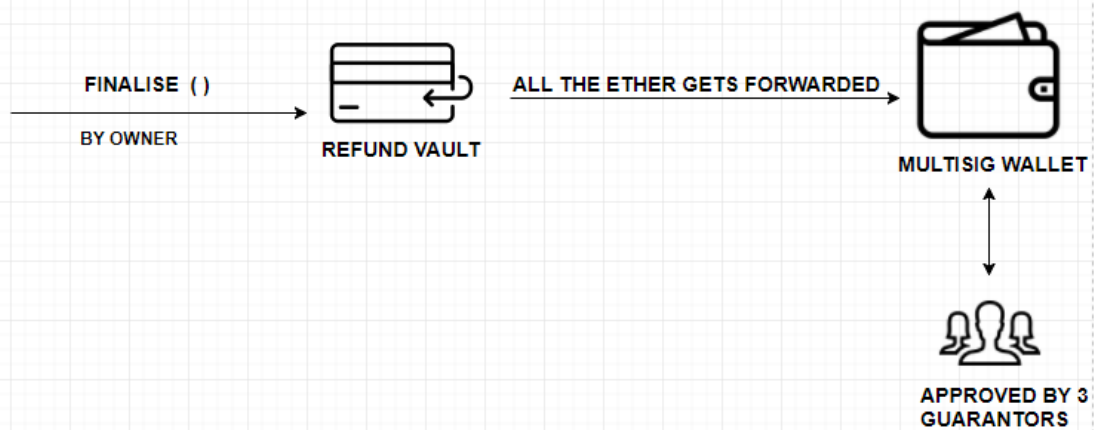 FINALISE ( )
BY OWNER
REFUND VAULT
ALL THE ETHER GETS FORWARDED
MULTISIG WALLET
APPROVED BY 3
GUARANTORS